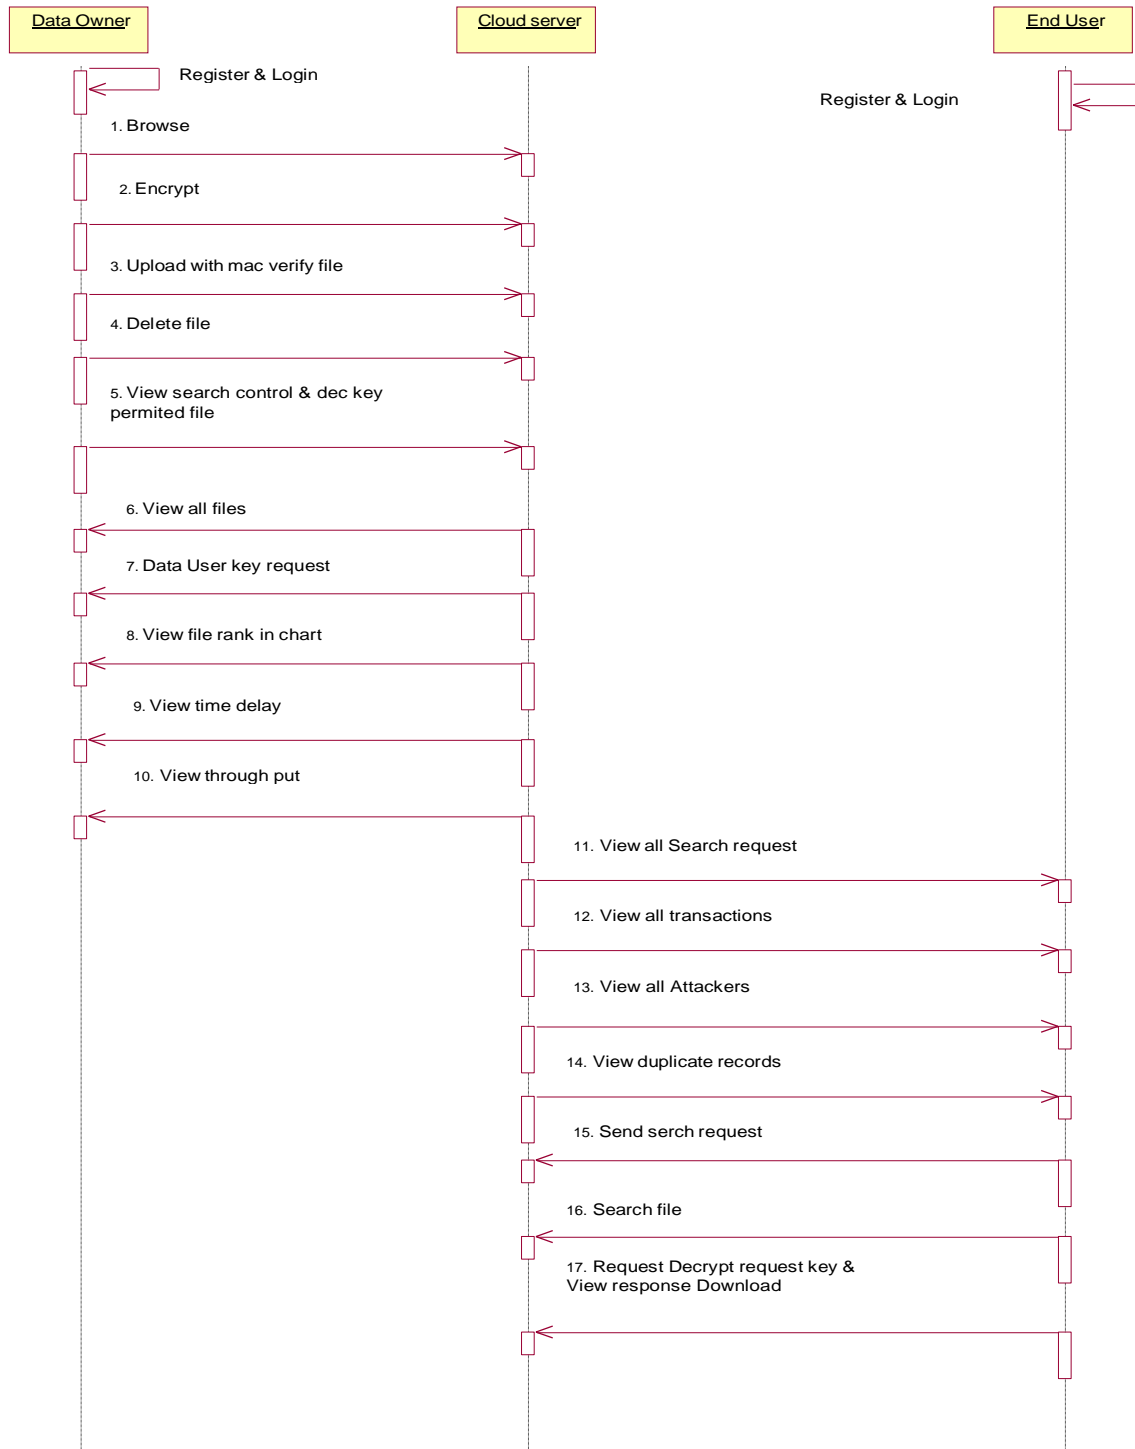 Data Owner
Cloud server
End User
Register & Login
Register & Login
1. Browse
2. Encrypt
3. Upload with mac verify file
4. Delete file
5. View search control & dec key
permited file
6. View all files
7. Data User key request
8. View file rank in chart
9. View time delay
10. View through put
11. View all Search request
12. View all transactions
13. View all Attackers
14. View duplicate records
15. Send serch request
16. Search file
17. Request Decrypt request key &
View response Download